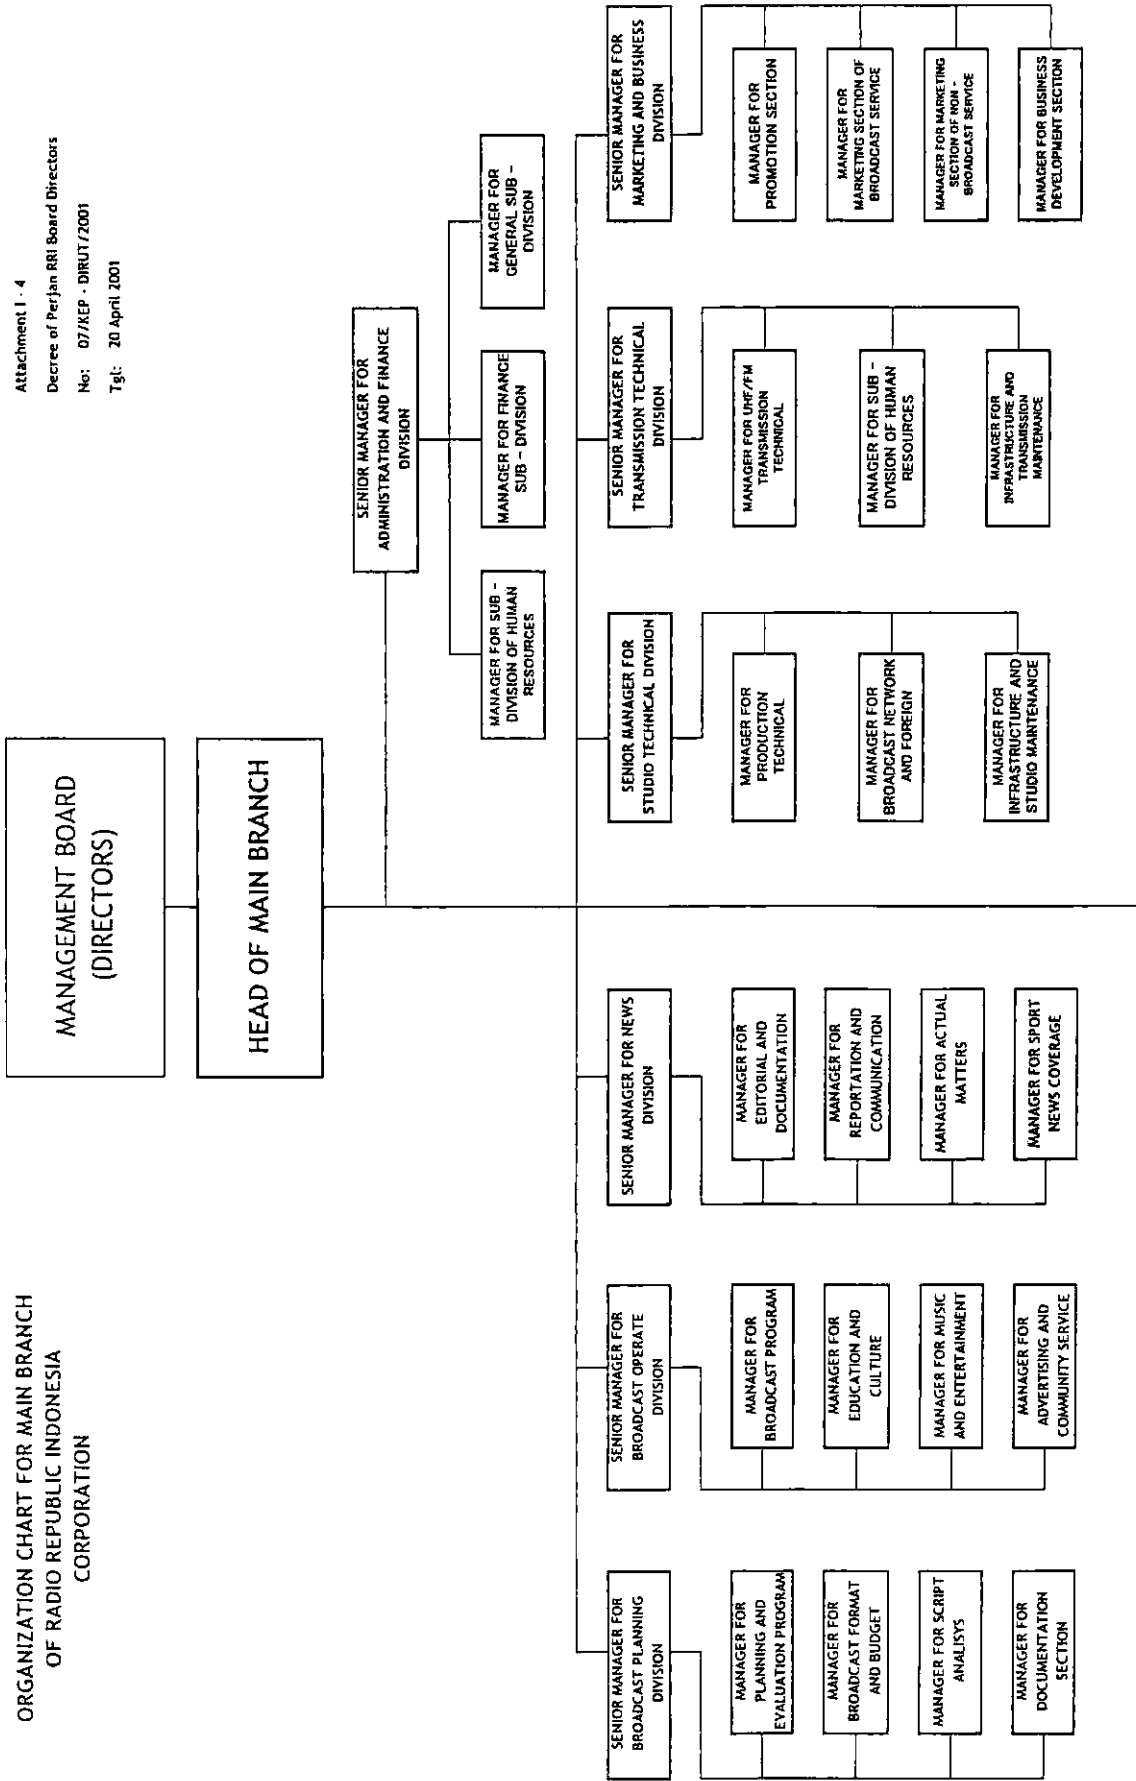 ORGANIZATION CHART FOR MAIN BRANCH
OF RADIO REPUBLIC INDONESIA
CORPORATION
Attachment I - 4
Decree of Perjan RRI Board Directors
No: 07/KEP - DIRUT/2001
Tgl: 20 April 2001
MANAGEMENT BOARD
(DIRECTORS)
HEAD OF MAIN BRANCH
SENIOR MANAGER FOR
ADMINISTRATION AND FINANCE
DIVISION
MANAGER FOR SUB -
DIVISION OF HUMAN
RESOURCES
MANAGER FOR FINANCE
SUB - DIVISION
MANAGER FOR
GENERAL SUB -
DIVISION
SENIOR MANAGER FOR
BROADCAST PLANNING
DIVISION
MANAGER FOR
PLANNING AND
EVALUATION PROGRAM
MANAGER FOR
BROADCAST FORMAT
AND BUDGET
MANAGER FOR SCRIPT
ANALISYS
MANAGER FOR
DOCUMENTATION
SECTION
SENIOR MANAGER FOR
BROADCAST OPERATE
DIVISION
MANAGER FOR
BROADCAST PROGRAM
MANAGER FOR
EDUCATION AND
CULTURE
MANAGER FOR MUSIC
AND ENTERTAINMENT
MANAGER FOR
ADVERTISING AND
COMMUNITY SERVICE
SENIOR MANAGER FOR NEWS
DIVISION
MANAGER FOR
EDITORIAL AND
DOCUMENTATION
MANAGER FOR
REPORTATION AND
COMMUNICATION
MANAGER FOR ACTUAL
MATTERS
MANAGER FOR SPORT
NEWS COVERAGE
SENIOR MANAGER FOR
STUDIO TECHNICAL DIVISION
MANAGER FOR
PRODUCTION
TECHNICAL
MANAGER FOR
BROADCAST NETWORK
AND FOREIGN
MANAGER FOR
INFRASTRUCTURE AND
STUDIO MAINTENANCE
SENIOR MANAGER FOR
TRANSMISSION TECHNICAL
DIVISION
MANAGER FOR UHF/FM
TRANSMISSION
TECHNICAL
MANAGER FOR SUB -
DIVISION OF HUMAN
RESOURCES
MANAGER FOR
INFRASTRUCTURE AND
TRANSMISSION
MAINTENANCE
SENIOR MANAGER FOR
MARKETING AND BUSINESS
DIVISION
MANAGER FOR
PROMOTION SECTION
MANAGER FOR
MARKETING SECTION OF
BROADCAST SERVICE
MANAGER FOR MARKETING
SECTION OF NON -
BROADCAST SERVICE
MANAGER FOR BUSINESS
DEVELOPMENT SECTION